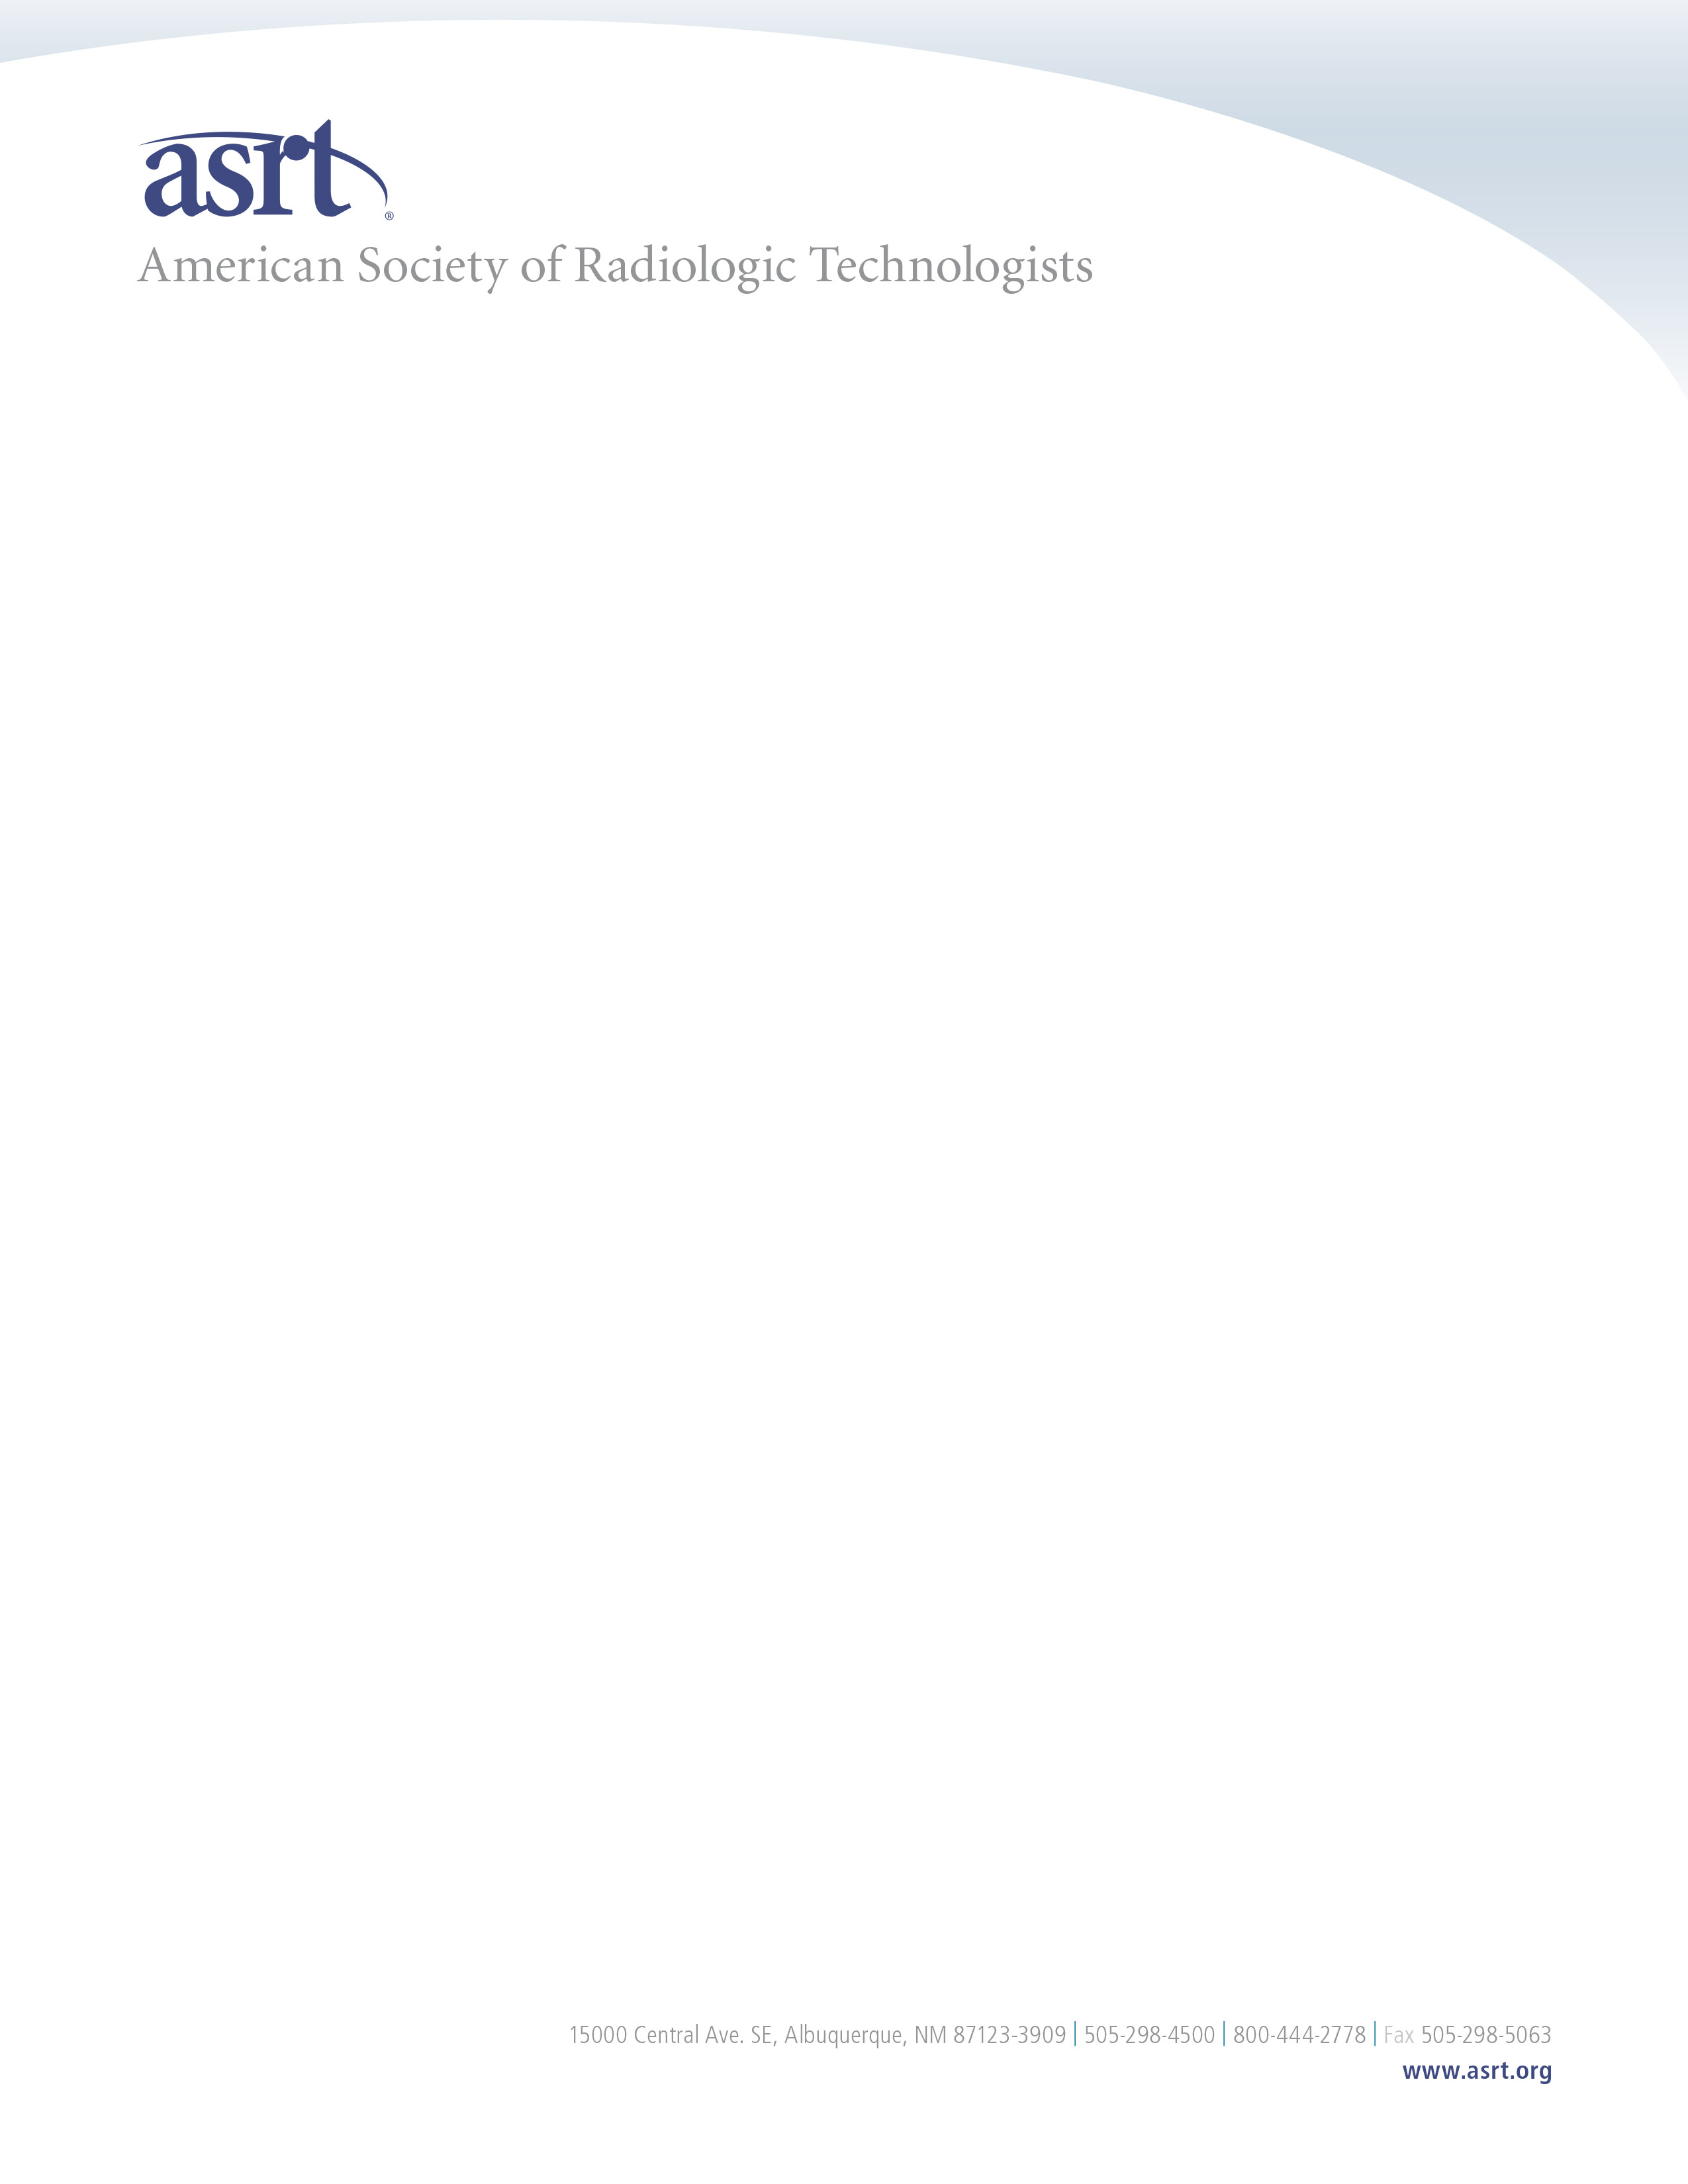 asrt®
American Society of Radiologic Technologists
15000 Central Ave. SE, Albuquerque, NM 87123-3909 | 505-298-4500 | 800-444-2778 | Fax 505-298-5063
www.asrt.org